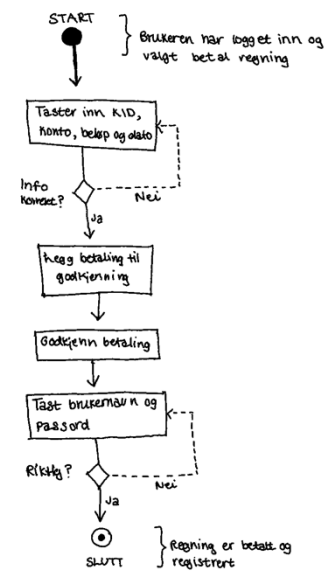 START
Brukeren har logget inn og
valgt betal regning
Taster inn KID,
konto, beløp og dato
Info
korrekt?
Nei
Ja
Legg betaling til
godkjenning
Godkjenn betaling
Tast brukernavn og
passord
Riktig?
Nei
Ja
SLUTT
Regning er betalt og
registrert